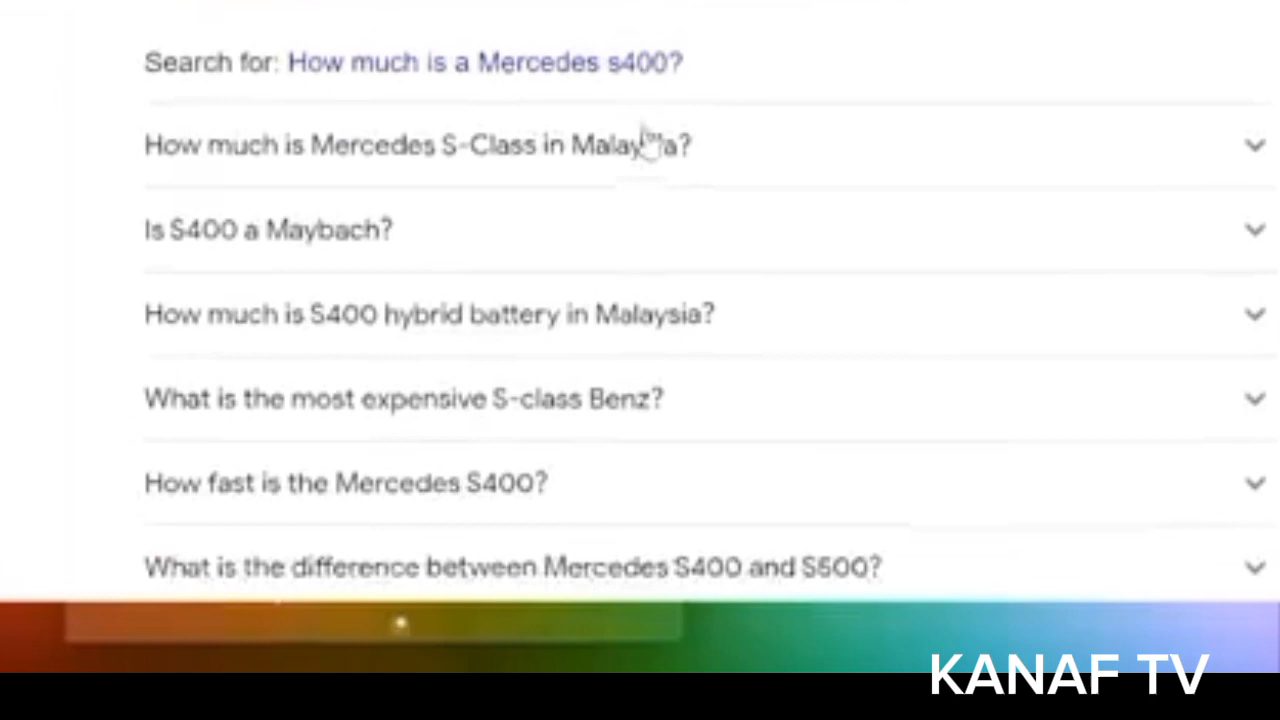 Search for: How much is a Mercedes s400?
How much is Mercedes S-Class in Malaysia?
Is S400 a Maybach?
How much is S400 hybrid battery in Malaysia?
What is the most expensive S-class Benz?
How fast is the Mercedes S400?
What is the difference between Mercedes S400 and S500?
KANAF TV